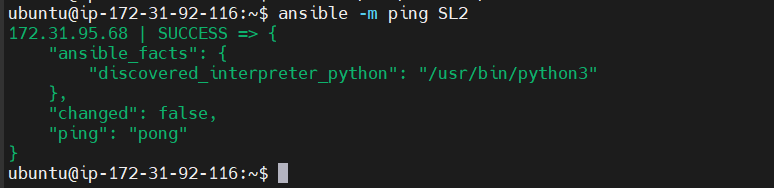 ubuntu@ip-172-31-92-116:~$ ansible -m ping SL2
172.31.95.68 | SUCCESS => {
    "ansible_facts": {
        "discovered_interpreter_python": "/usr/bin/python3"
    },
    "changed": false,
    "ping": "pong"
}
ubuntu@ip-172-31-92-116:~$